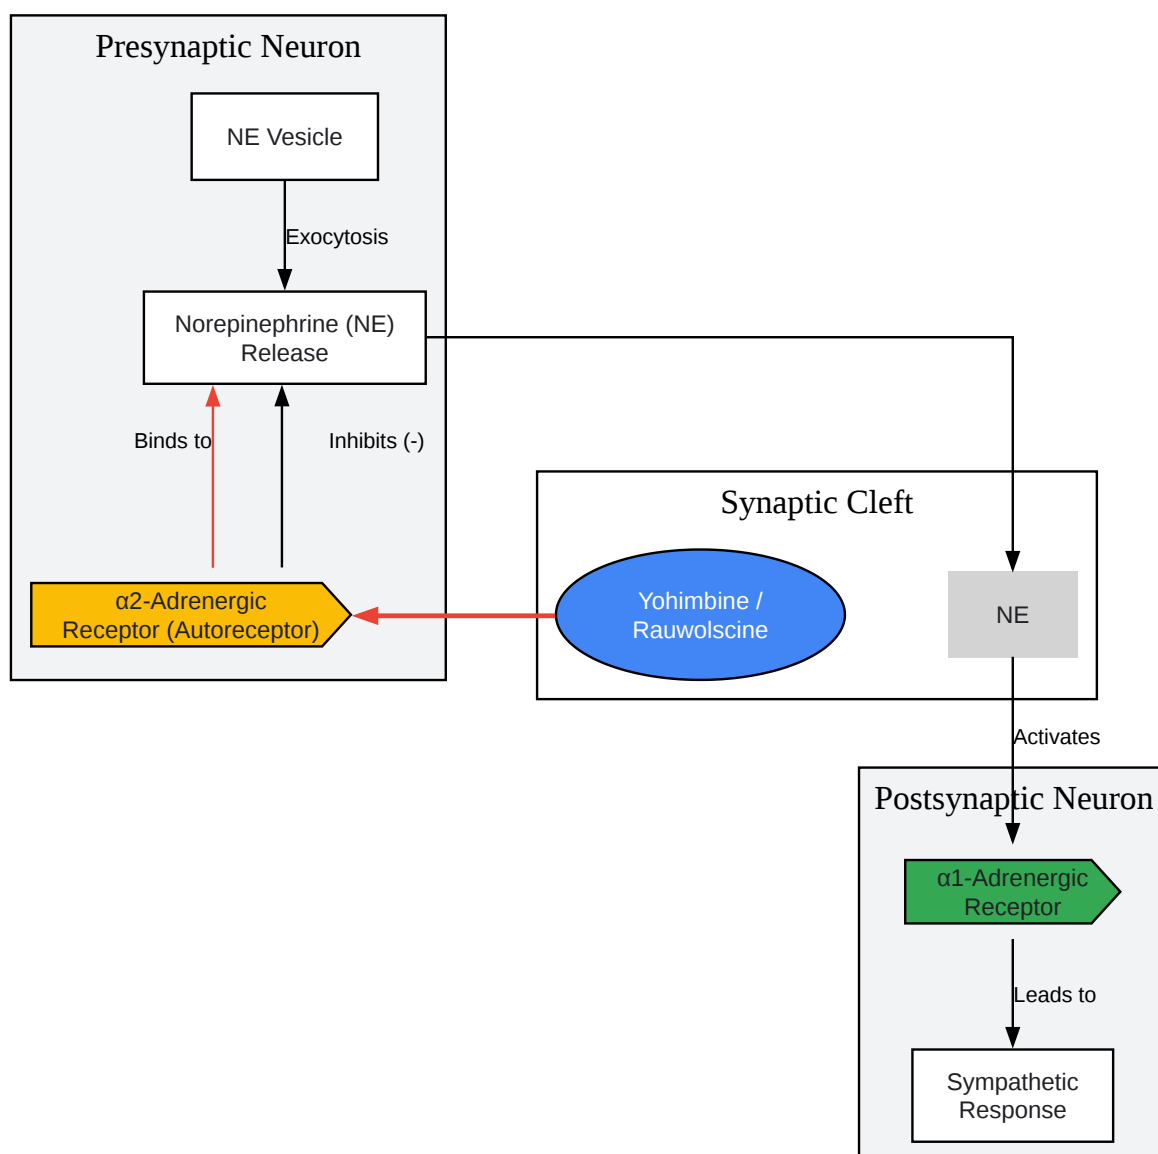 Presynaptic Neuron
NE Vesicle
Exocytosis
Norepinephrine (NE)
Release
Binds to
Inhibits (-)
α2-Adrenergic
Receptor (Autoreceptor)
Synaptic Cleft
Yohimbine /
Rauwolscine
NE
Activates
Postsynaptic Neuron
α1-Adrenergic
Receptor
Leads to
Sympathetic
Response